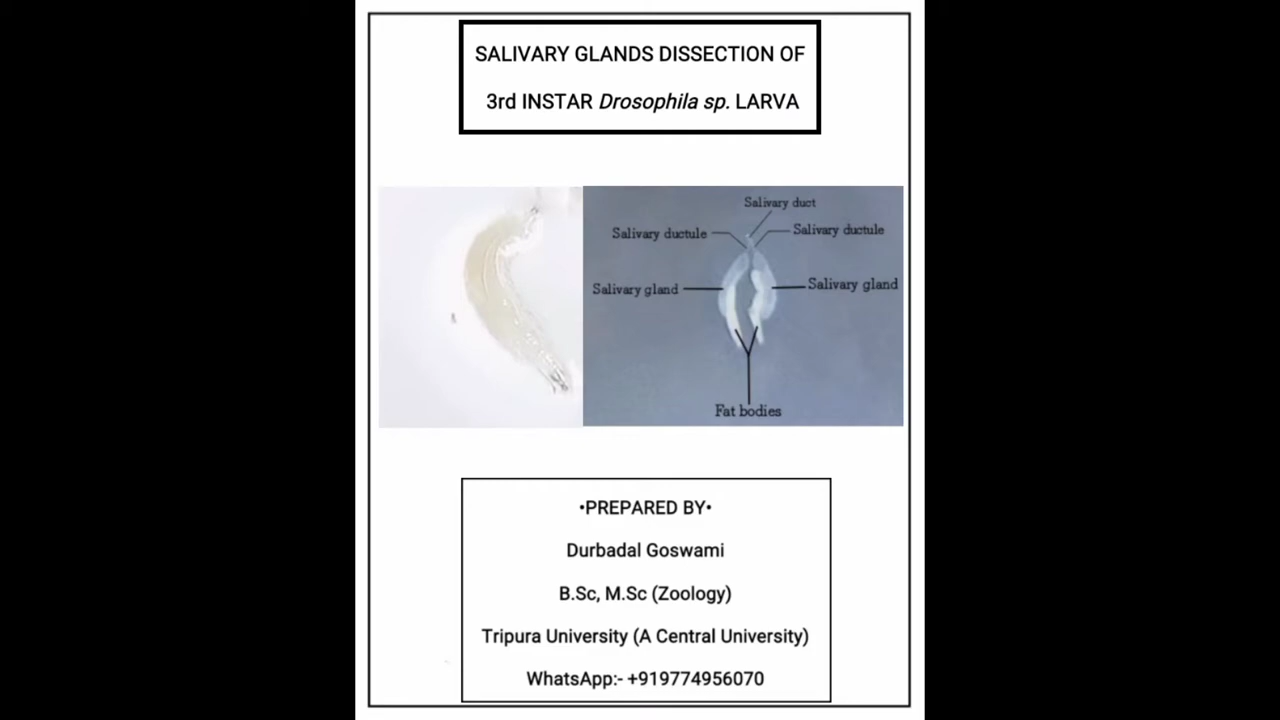 SALIVARY GLANDS DISSECTION OF
3rd INSTAR Drosophila sp. LARVA
Salivary duct
Salivary ductule
Salivary ductule
Salivary gland
Salivary gland
Fat bodies
•PREPARED BY•
Durbadal Goswami
B.Sc, M.Sc (Zoology)
Tripura University (A Central University)
WhatsApp:- +919774956070